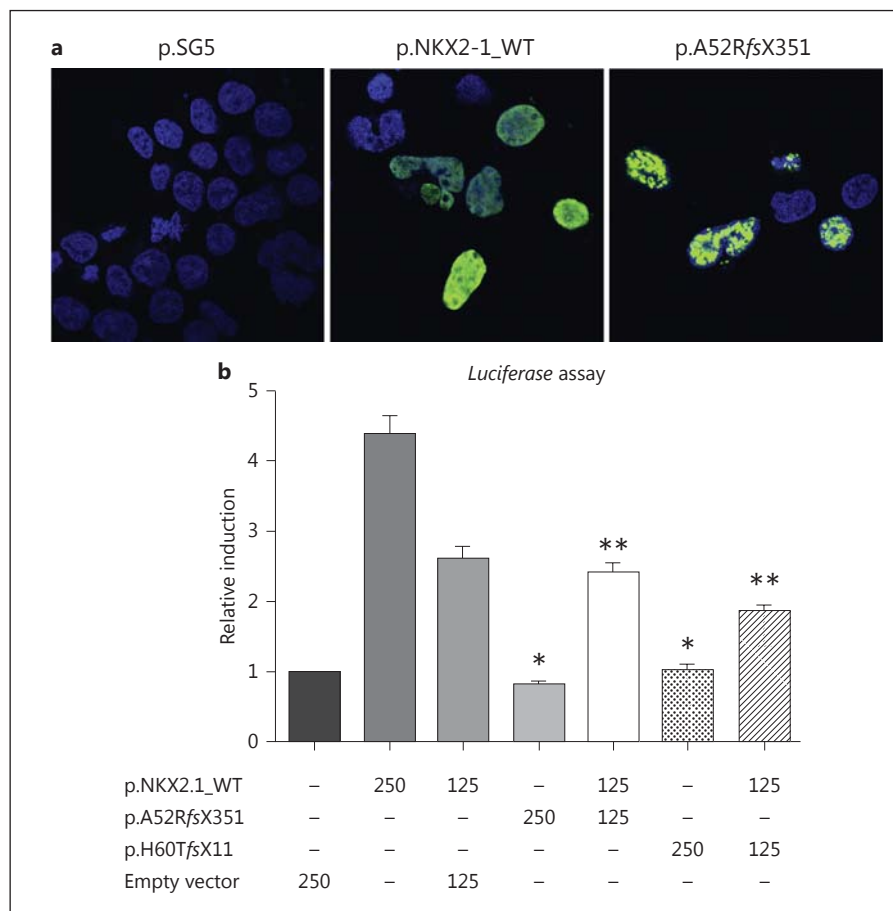 a p.SG5 p.NKX2-1_WT p.A52RfsX351
b Luciferase assay
5
4
3
2
1
0
Relative induction
*
**
*
**
p.NKX2.1_WT – 250 125 – 125 – 125
p.A52RfsX351 – – – 250 125 – –
p.H60TfsX11 – – – – – 250 125
Empty vector 250 – 125 – – – –